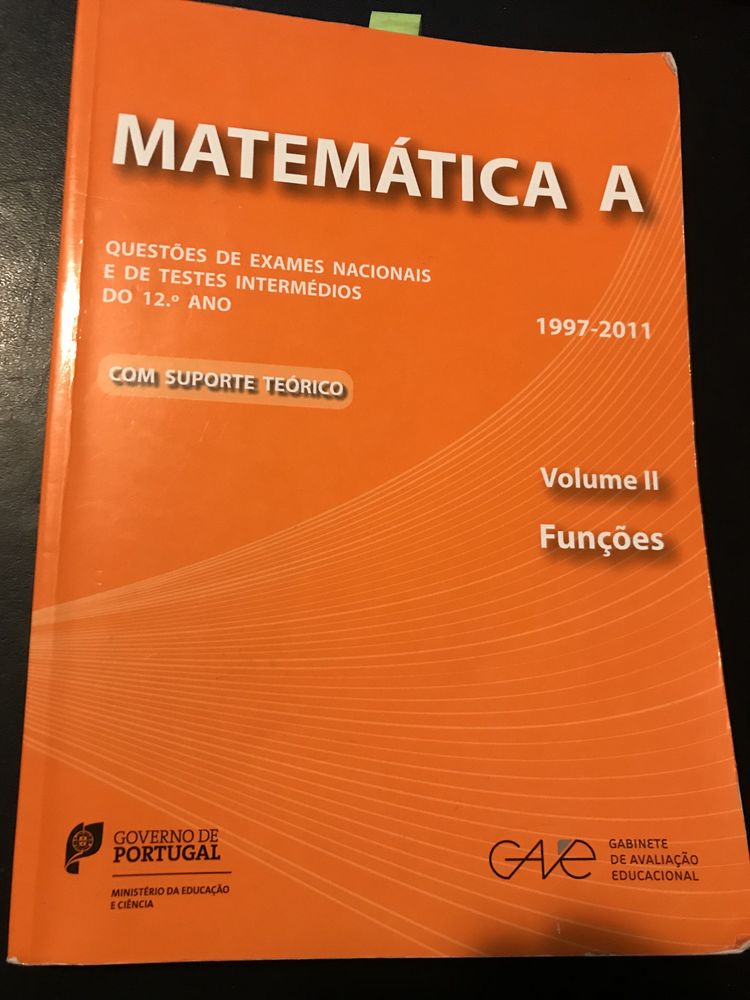 MATEMÁTICA A
QUESTÕES DE EXAMES NACIONAIS
E DE TESTES INTERMÉDIOS
DO 12.º ANO
1997-2011
COM SUPORTE TEÓRICO
Volume II
Funções
GOVERNO DE
PORTUGAL
MINISTÉRIO DA EDUCAÇÃO
E CIÊNCIA
GAVE
GABINETE
DE AVALIAÇÃO
EDUCACIONAL